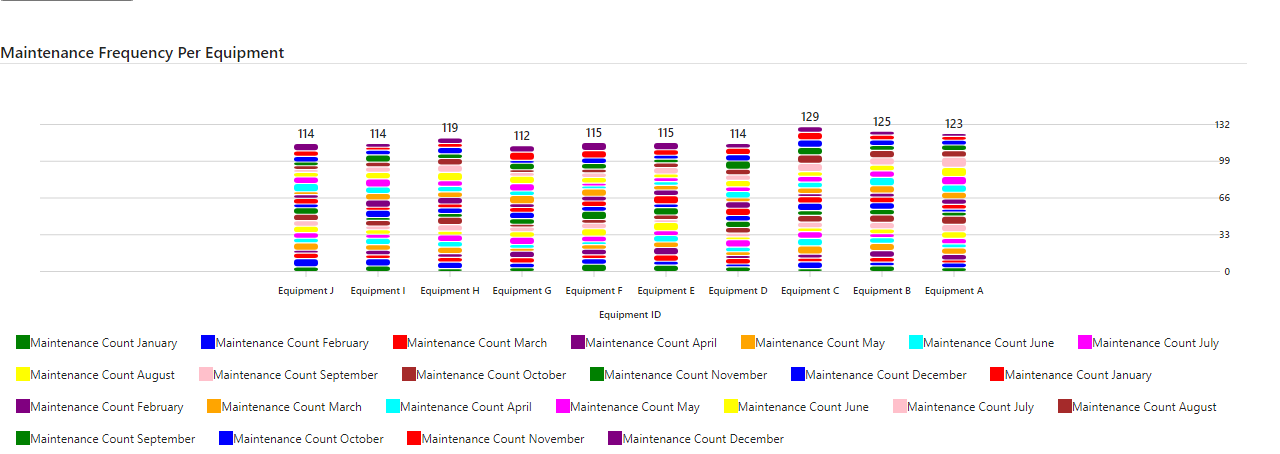 Maintenance Frequency Per Equipment
129
125
123
119
114
114
112
115
115
114
132
99
66
33
0
Equipment J Equipment I Equipment H Equipment G Equipment F Equipment E Equipment D Equipment C Equipment B Equipment A
Equipment ID
Maintenance Count January Maintenance Count February Maintenance Count March Maintenance Count April Maintenance Count May Maintenance Count June Maintenance Count July
Maintenance Count August Maintenance Count September Maintenance Count October Maintenance Count November Maintenance Count December Maintenance Count January
Maintenance Count February Maintenance Count March Maintenance Count April Maintenance Count May Maintenance Count June Maintenance Count July Maintenance Count August
Maintenance Count September Maintenance Count October Maintenance Count November Maintenance Count December